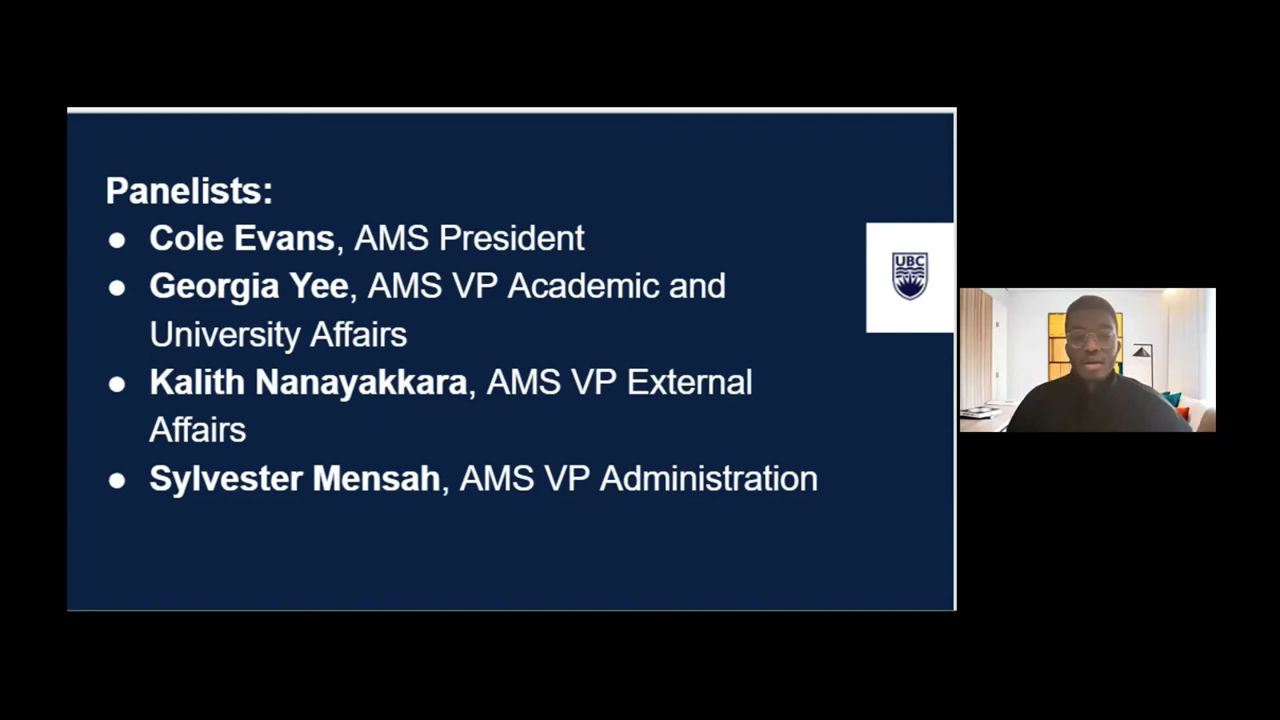 Panelists:
● Cole Evans, AMS President
● Georgia Yee, AMS VP Academic and
University Affairs
● Kalith Nanayakkara, AMS VP External
Affairs
● Sylvester Mensah, AMS VP Administration
UBC